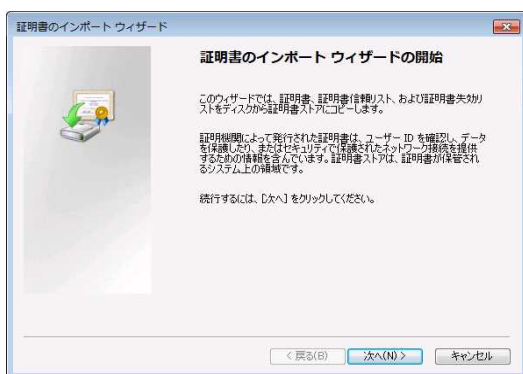 証明書のインポート ウィザード
証明書のインポート ウィザードの開始
このウィザードでは、証明書、証明書信頼リスト、および証明書失効リ
ストをディスクから証明書ストアにコピーします。
証明機関によって発行された証明書は、ユーザー ID を確認し、データ
を保護したり、またはセキュリティで保護されたネットワーク接続を提供
するための情報を含んでいます。証明書ストアは、証明書が保管され
るシステム上の領域です。
続行するには、[次へ] をクリックしてください。
< 戻る(B)
次へ(N) >
キャンセル